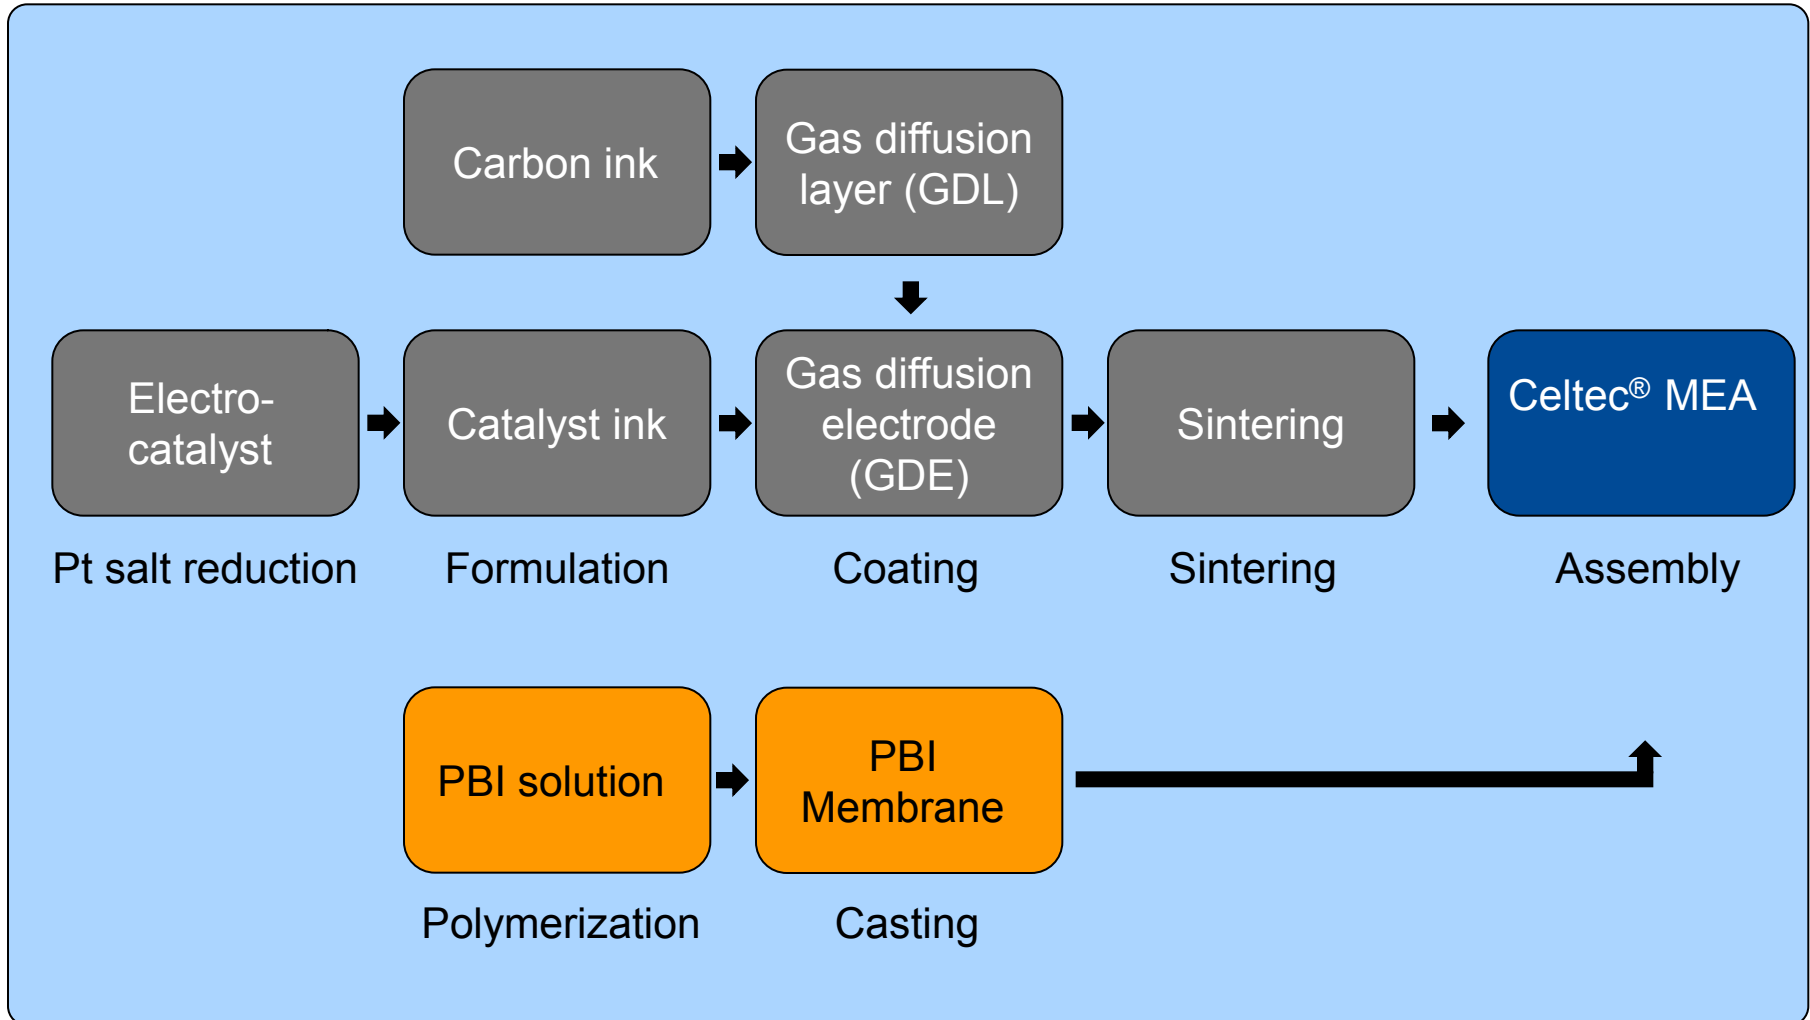 Carbon ink
Gas diffusion
layer (GDL)
Electro-
catalyst
Catalyst ink
Gas diffusion
electrode
(GDE)
Sintering
Celtec® MEA
Pt salt reduction
Formulation
Coating
Sintering
Assembly
PBI solution
PBI
Membrane
Polymerization
Casting